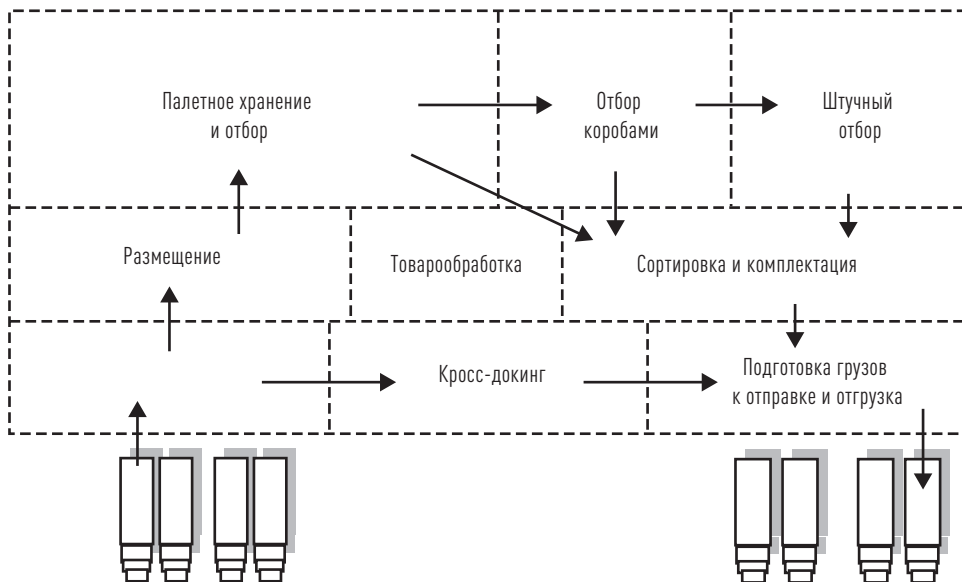 Палетное хранение
и отбор
Отбор
коробами
Штучный
отбор
Размещение
Товарообработка
Сортировка и комплектация
Кросс-докинг
Подготовка грузов
к отправке и отгрузка